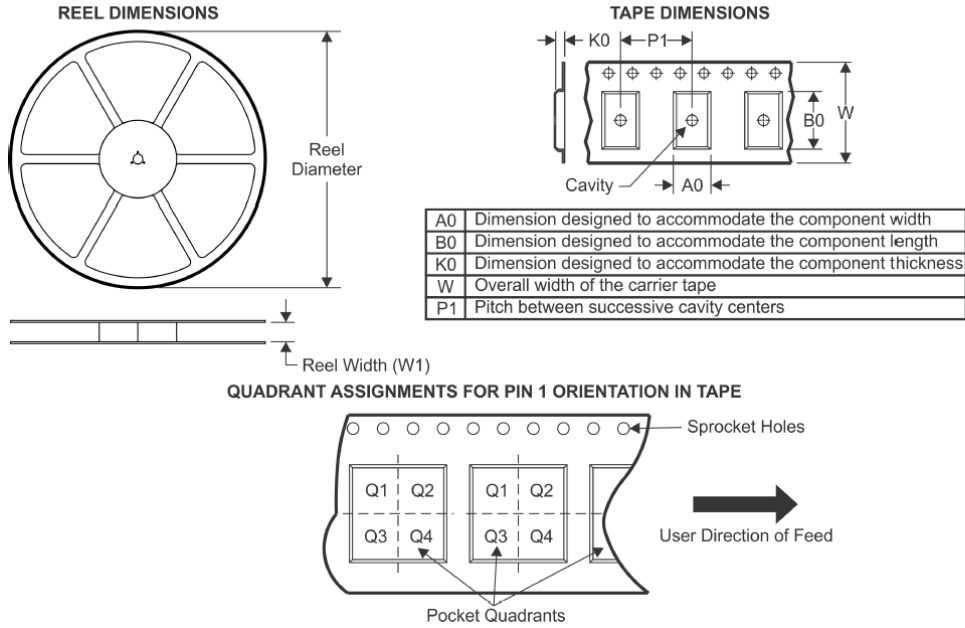 REEL DIMENSIONS
Reel
Diameter
Reel Width (W1)
TAPE DIMENSIONS
K0
P1
B0
W
Cavity
A0
A0 Dimension designed to accommodate the component width
B0 Dimension designed to accommodate the component length
K0 Dimension designed to accommodate the component thickness
W Overall width of the carrier tape
P1 Pitch between successive cavity centers
QUADRANT ASSIGNMENTS FOR PIN 1 ORIENTATION IN TAPE
Sprocket Holes
Q1 Q2 Q1 Q2
Q3 Q4 Q3 Q4
User Direction of Feed
Pocket Quadrants